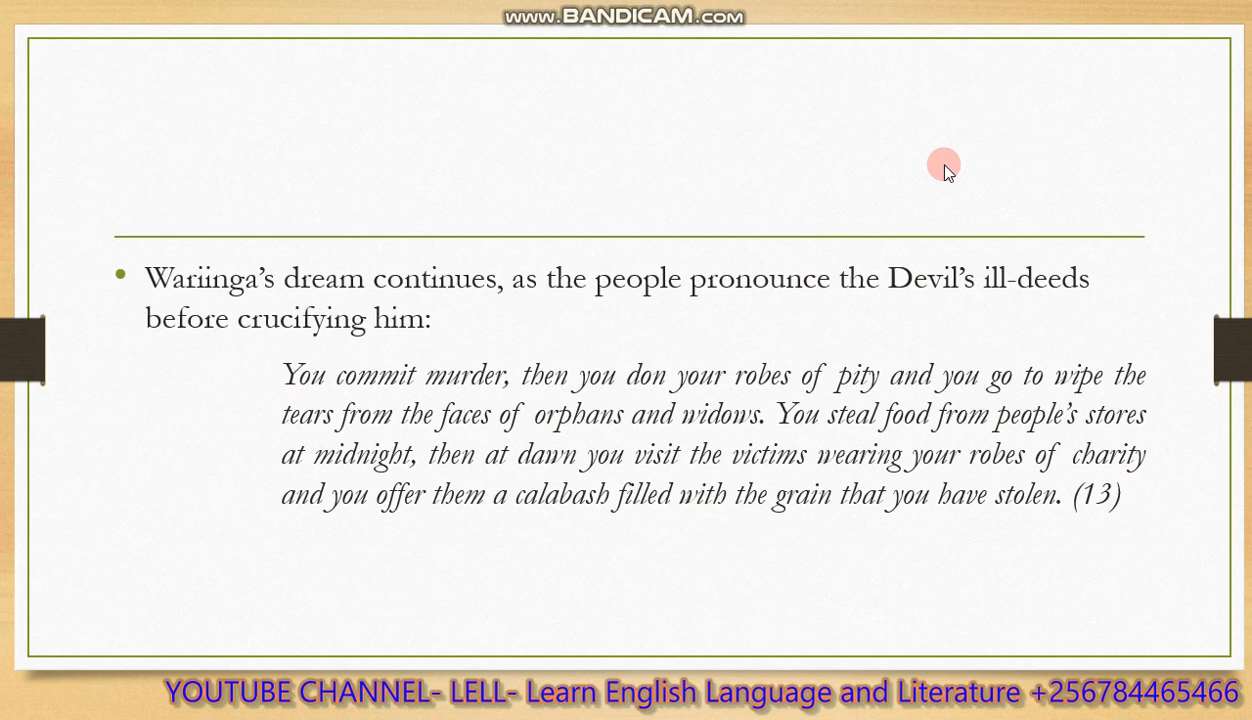 www.BANDICAM.com
• Wariinga’s dream continues, as the people pronounce the Devil’s ill-deeds
before crucifying him:
You commit murder, then you don your robes of pity and you go to wipe the
tears from the faces of orphans and widows. You steal food from people’s stores
at midnight, then at dawn you visit the victims wearing your robes of charity
and you offer them a calabash filled with the grain that you have stolen. (13)
YOUTUBE CHANNEL- LELL- Learn English Language and Literature +256784465466